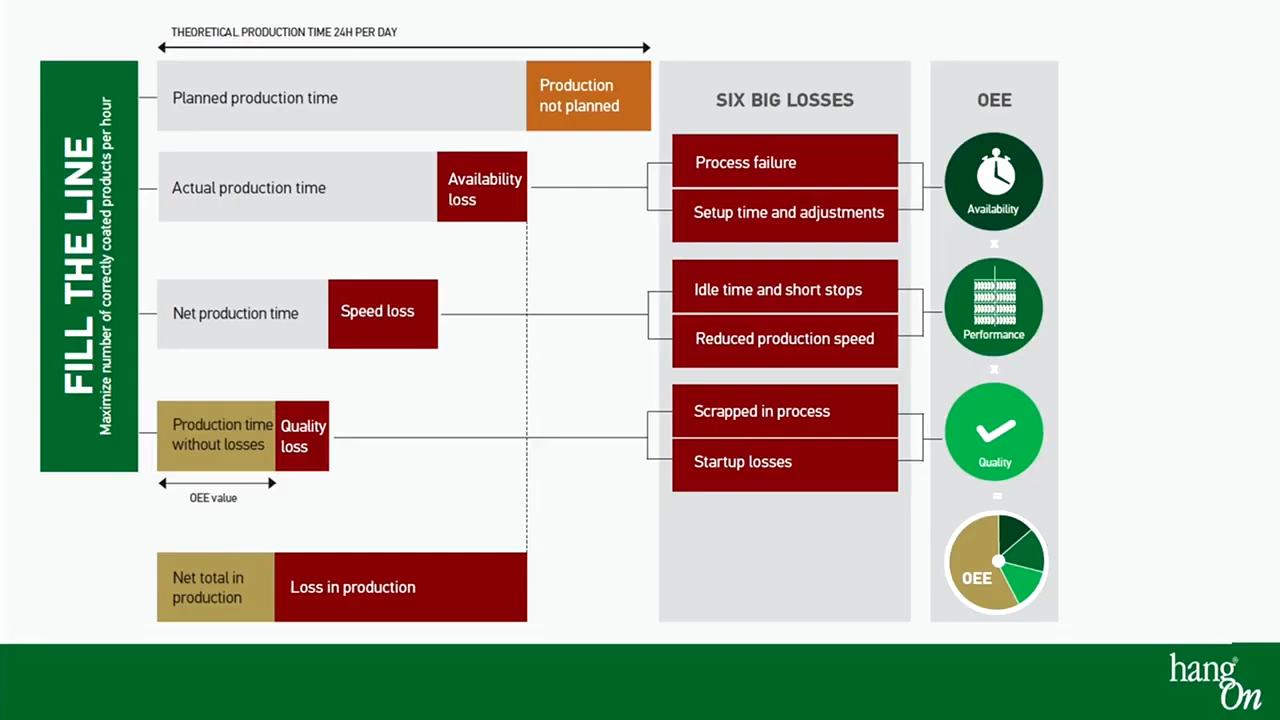 THEORETICAL PRODUCTION TIME 24H PER DAY
FILL THE LINE
Maximize number of correctly coated products per hour
Planned production time
Production
not planned
Actual production time
Availability
loss
Net production time
Speed loss
Production time
without losses
Quality
loss
OEE value
Net total in
production
Loss in production
SIX BIG LOSSES
Process failure
Setup time and adjustments
Idle time and short stops
Reduced production speed
Scrapped in process
Startup losses
OEE
Availability
x
Performance
x
Quality
=
OEE
hang®
On